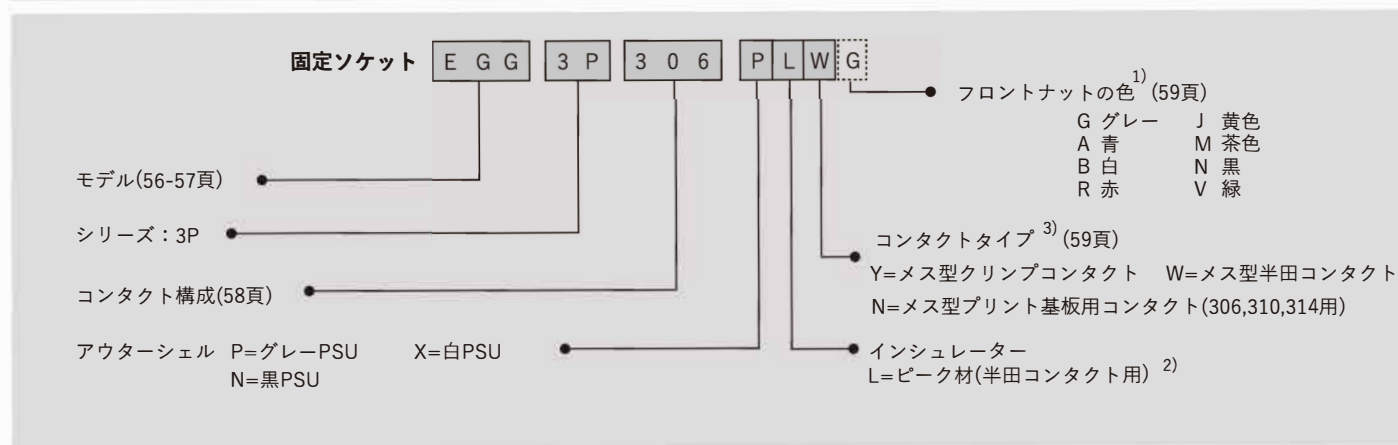 固定ソケット E G G 3 P 3 0 6 P L W G
フロントナットの色1) (59頁)
G グレー J 黄色
A 青 M 茶色
B 白 N 黒
R 赤 V 緑
モデル(56-57頁)
シリーズ：3P
コンタクトタイプ 3) (59頁)
Y=メス型クリンプコンタクト W=メス型半田コンタクト
N=メス型プリント基板用コンタクト(306,310,314用)
コンタクト構成(58頁)
アウターシェル P=グレーPSU X=白PSU
N=黒PSU
インシュレーター
L=ピーク材(半田コンタクト用) 2)